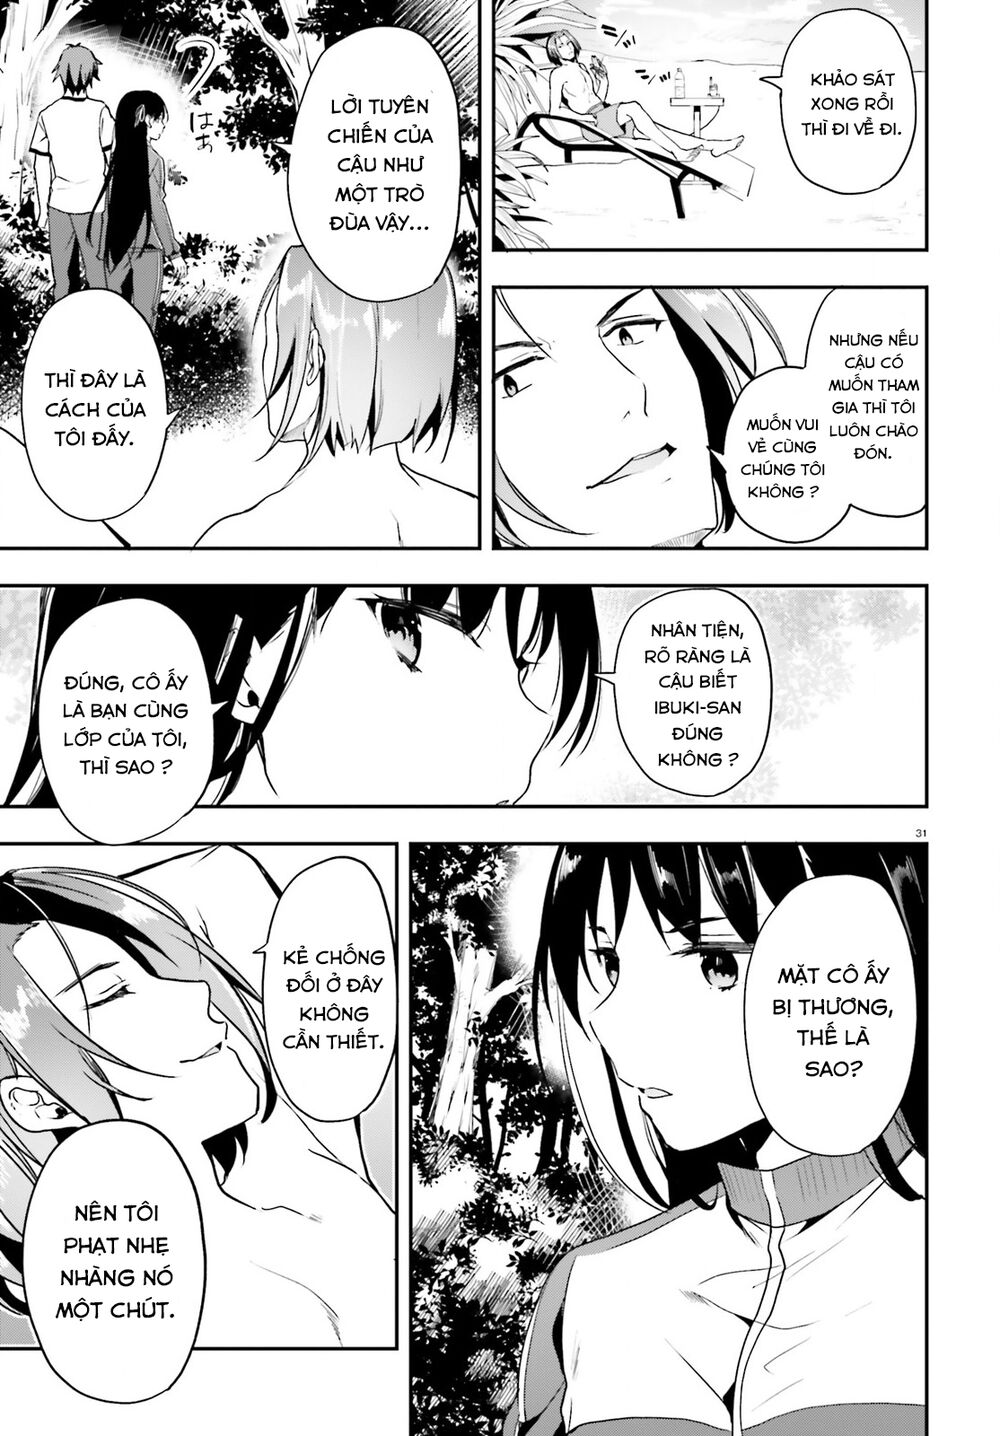 KHẢO SÁT
XONG RỒI
THÌ ĐI VỀ ĐI.
NHƯNG NẾU
CẬU CÓ
MUỐN THAM
GIA THÌ TÔI
LUÔN CHÀO
ĐÓN.
MUỐN VUI
VẺ CÙNG
CHÚNG TÔI
KHÔNG ?
LỜI TUYÊN
CHIẾN CỦA
CẬU NHƯ
MỘT TRÒ
ĐÙA VẬY...
はぁ
THÌ ĐÂY LÀ
CÁCH CỦA
TÔI ĐẤY.
NHÂN TIỆN,
RÕ RÀNG LÀ
CẬU BIẾT
IBUKI-SAN
ĐÚNG
KHÔNG ?
ĐÚNG, CÔ ẤY
LÀ BẠN CÙNG
LỚP CỦA TÔI,
THÌ SAO ?
31
MẶT CÔ ẤY
BỊ THƯƠNG,
THẾ LÀ
SAO?
KẺ CHỐNG
ĐỐI Ở ĐÂY
KHÔNG
CẦN THIẾT.
NÊN TÔI
PHẠT NHẸ
NHÀNG NÓ
MỘT CHÚT.